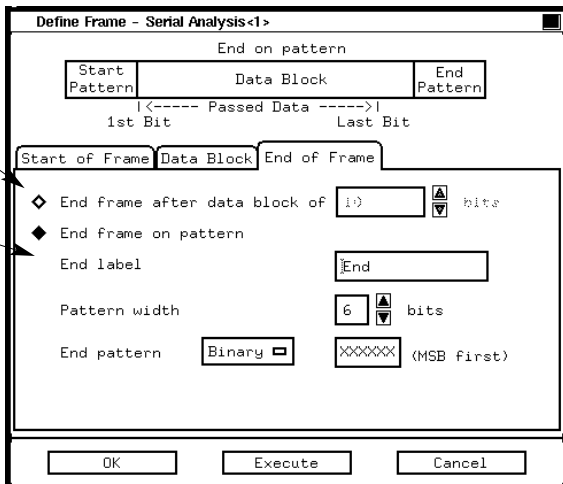 Define Frame - Serial Analysis<1>
End on pattern
Start Pattern
Data Block
End Pattern
|<----- Passed Data ----->|
1st Bit
Last Bit
Start of Frame
Data Block
End of Frame
End frame after data block of
bits
End frame on pattern
End label
End
Pattern width
6
bits
End pattern
Binary
XXXXXX
(MSB first)
OK
Execute
Cancel